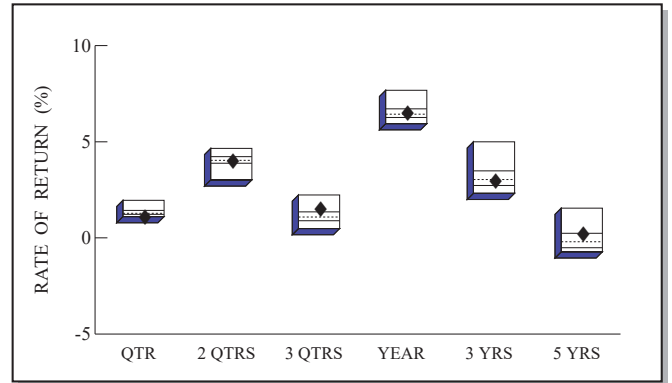 RATE OF RETURN (%)
10
5
0
-5
QTR 2 QTRS 3 QTRS YEAR 3 YRS 5 YRS